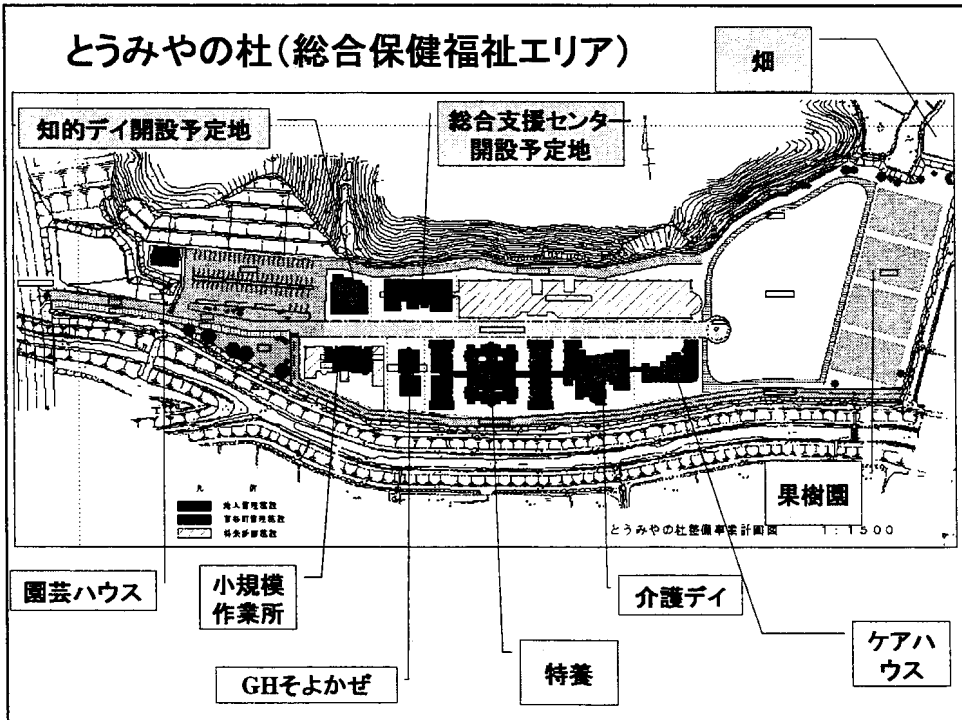 とうみやの杜(総合保健福祉エリア)
畑
知的デイ開設予定地
総合支援センター
開設予定地
凡 例
果樹園
とうみやの杜整備事業計画図 1:1500
園芸ハウス
小規模
作業所
介護デイ
ケアハ
ウス
GHそよかぜ
特養